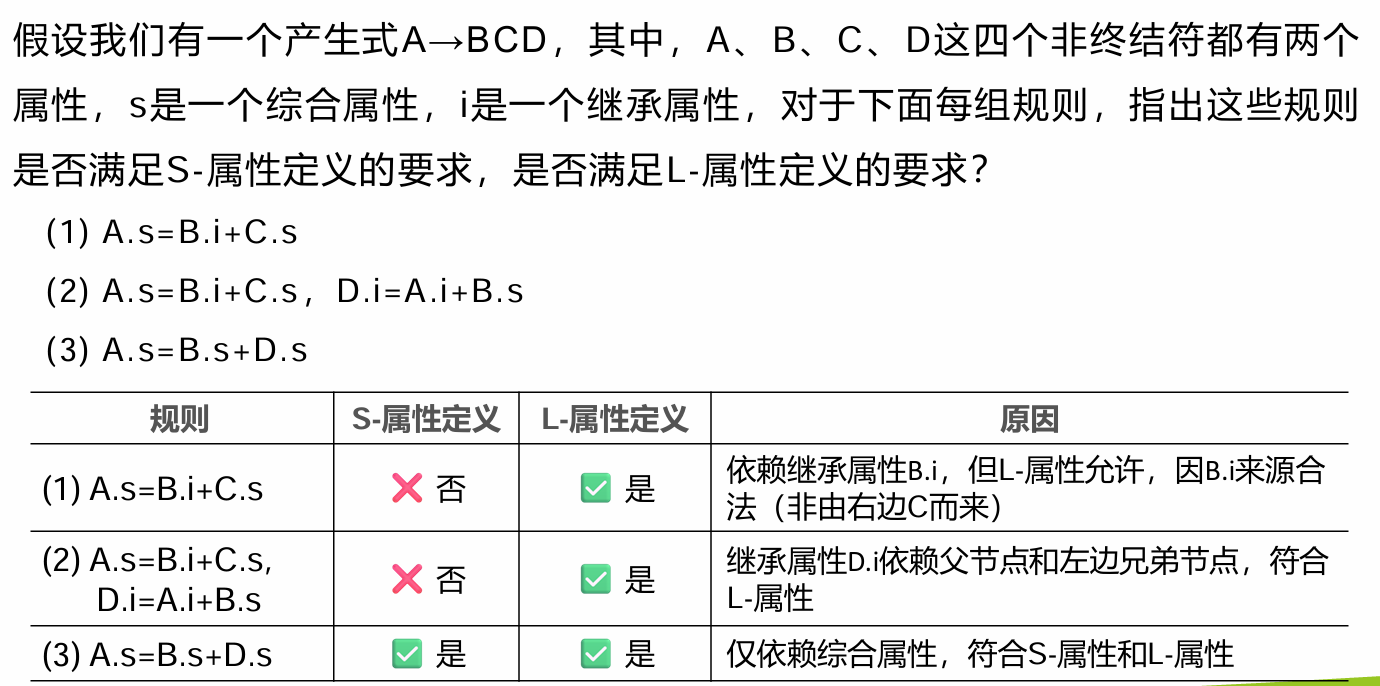 假设我们有一个产生式A→BCD，其中，A、B、C、D这四个非终结符都有两个
属性，s是一个综合属性，i是一个继承属性，对于下面每组规则，指出这些规则
是否满足S-属性定义的要求，是否满足L-属性定义的要求？
(1) A.s=B.i+C.s
(2) A.s=B.i+C.s，D.i=A.i+B.s
(3) A.s=B.s+D.s
规则 S-属性定义 L-属性定义 原因
(1) A.s=B.i+C.s ❌ 否 ✅ 是 依赖继承属性B.i，但L-属性允许，因B.i来源合
法（非由右边C而来）
(2) A.s=B.i+C.s, ❌ 否 ✅ 是 继承属性D.i依赖父节点和左边兄弟节点，符合
D.i=A.i+B.s L-属性
(3) A.s=B.s+D.s ✅ 是 ✅ 是 仅依赖综合属性，符合S-属性和L-属性